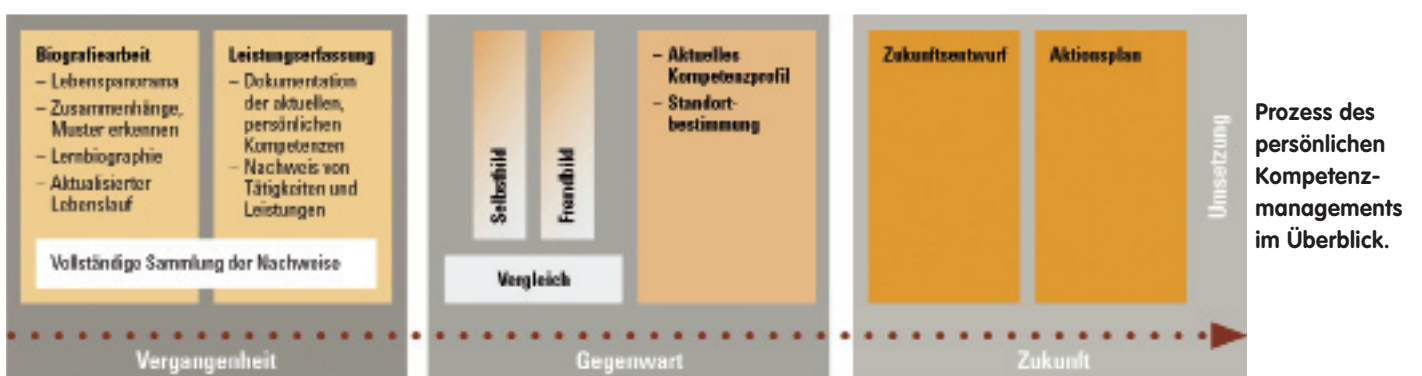 Biografiearbeit
– Lebenspanorama
– Zusammenhänge,
Muster erkennen
– Lernbiographie
– Aktualisierter
Lebenslauf
Leistungserfassung
– Dokumentation
der aktuellen,
persönlichen
Kompetenzen
– Nachweis von
Tätigkeiten und
Leistungen
Vollständige Sammlung der Nachweise
Vergangenheit
Selbstbild
Fremdbild
Vergleich
– Aktuelles
Kompetenzprofil
– Standort-
bestimmung
Gegenwart
Zukunftsentwurf
Aktionsplan
Umsetzung
Zukunft
Prozess des
persönlichen
Kompetenz-
managements
im Überblick.